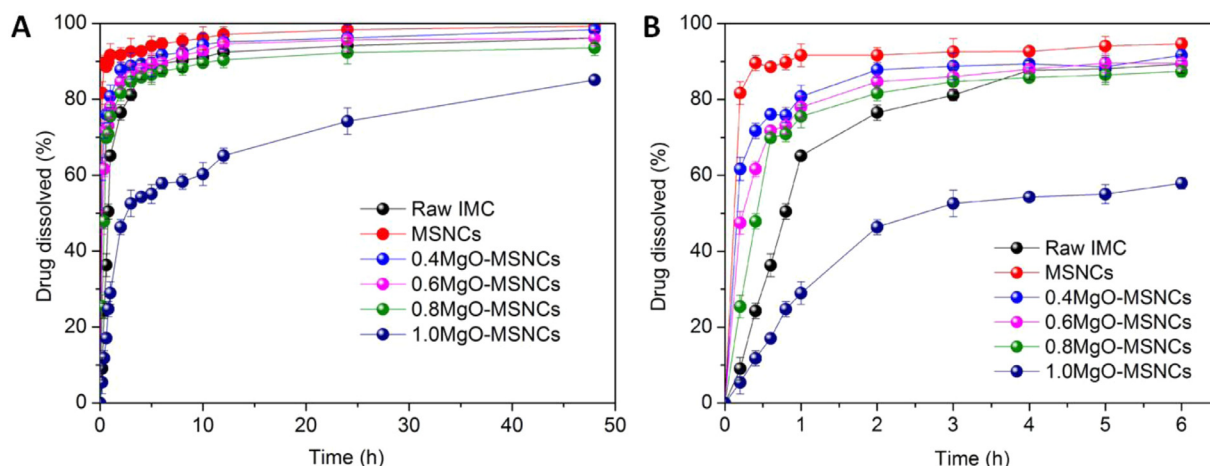 A
Drug dissolved (%)
100
80
60
40
20
0
Raw IMC
MSNCs
0.4MgO-MSNCs
0.6MgO-MSNCs
0.8MgO-MSNCs
1.0MgO-MSNCs
0 10 20 30 40 50
Time (h)
B
Drug dissolved (%)
100
80
60
40
20
0
Raw IMC
MSNCs
0.4MgO-MSNCs
0.6MgO-MSNCs
0.8MgO-MSNCs
1.0MgO-MSNCs
0 1 2 3 4 5 6
Time (h)